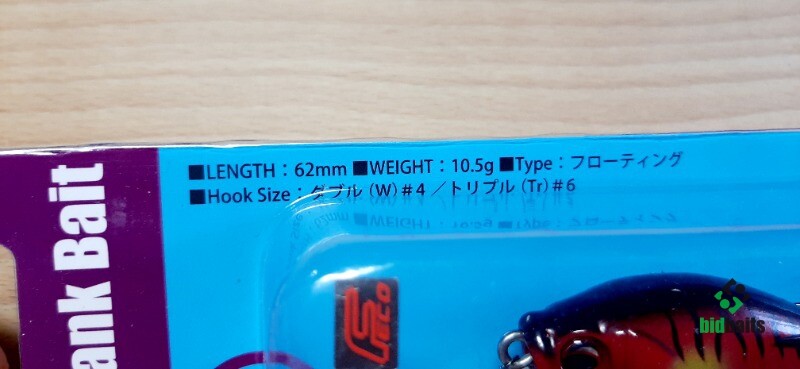 ■LENGTH：62mm ■WEIGHT：10.5g ■Type：フローティング
■Hook Size：ダブル（W）#4 ／トリプル（Tr）#6
ank Bait
ECO
bidbaits